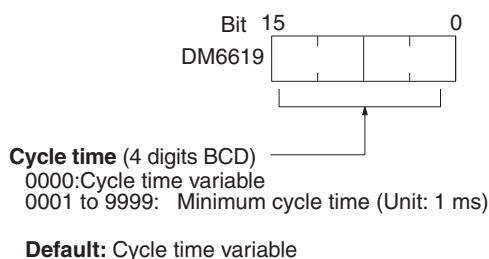 Bit 15 0
DM6619
Cycle time (4 digits BCD)
0000:Cycle time variable
0001 to 9999: Minimum cycle time (Unit: 1 ms)
Default: Cycle time variable